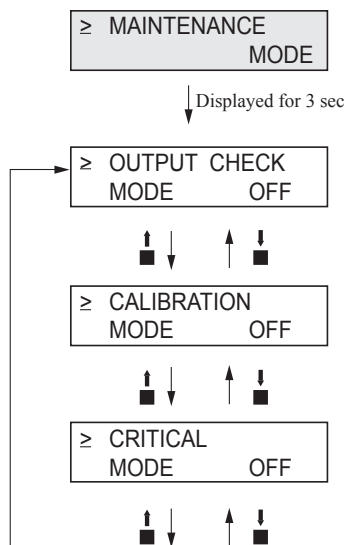 ≥ MAINTENANCE
MODE
Displayed for 3 sec
≥ OUTPUT CHECK
MODE OFF
≥ CALIBRATION
MODE OFF
≥ CRITICAL
MODE OFF